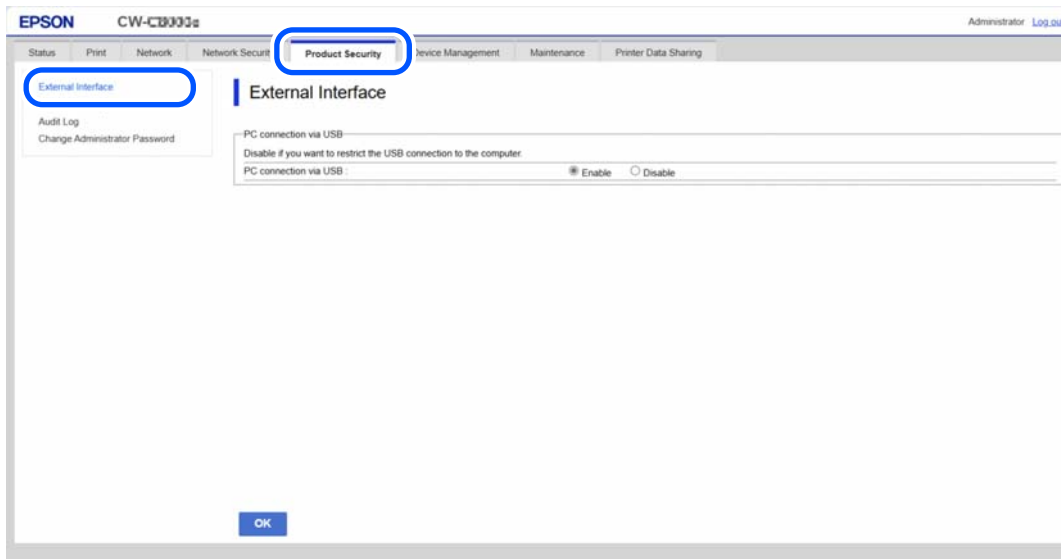 EPSON
Administrator Log ou
Status Print Network Network Securit Product Security Device Management Maintenance Printer Data Sharing
External Interface
Audit Log
Change Administrator Password
External Interface
PC connection via USB
Disable if you want to restrict the USB connection to the computer.
PC connection via USB : Enable Disable
OK